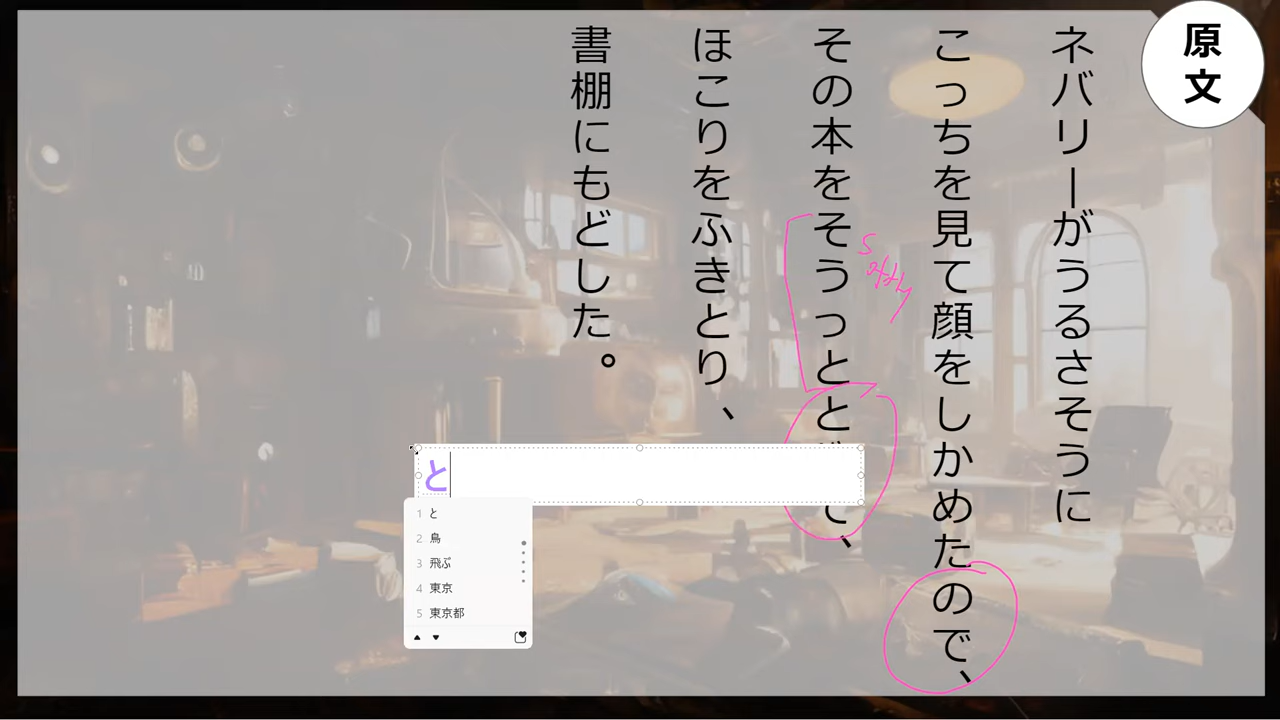 原文
ネバリーがうるさそうに
こっちを見て顔をしかめたので、
その本をそうっとと
て、
ほこりをふきとり、
書棚にもどした。
softly
と
1 と
2 鳥
3 飛ぶ
4 東京
5 東京都